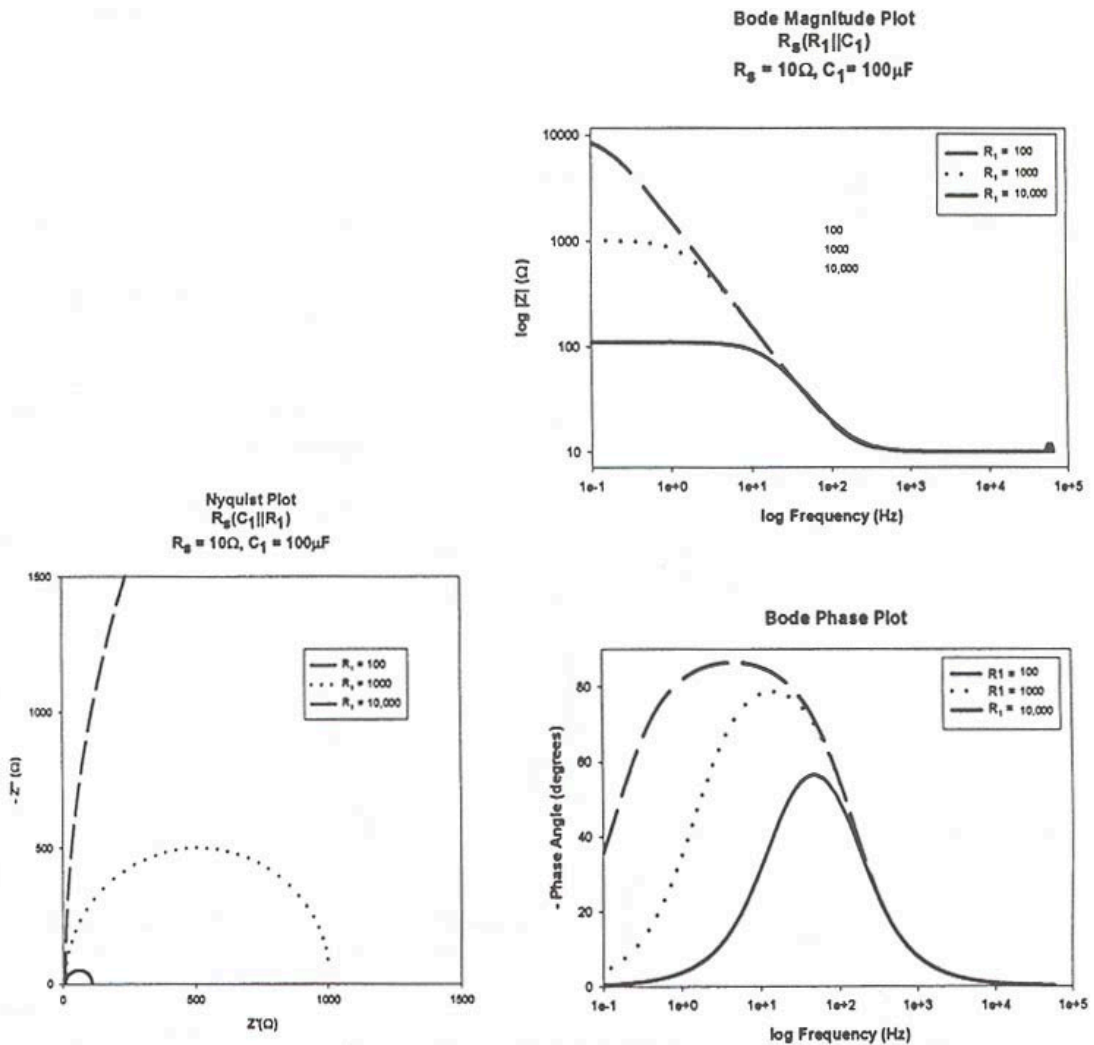 Bode Magnitude Plot
Rs(R1||C1)
Rs = 10Ω, C1 = 100μF
10000
1000
100
10
log |Z| (Ω)
R1 = 100
R1 = 1000
R1 = 10,000
100
1000
10,000
1e-1 1e+0 1e+1 1e+2 1e+3 1e+4 1e+5
log Frequency (Hz)
Nyquist Plot
Rs(C1||R1)
Rs = 10Ω, C1 = 100μF
1500
1000
500
0
- Z" (Ω)
R1 = 100
R1 = 1000
R1 = 10,000
0 500 1000 1500
Z'(Ω)
Bode Phase Plot
80
60
40
20
0
- Phase Angle (degrees)
R1 = 100
R1 = 1000
R1 = 10,000
1e-1 1e+0 1e+1 1e+2 1e+3 1e+4 1e+5
log Frequency (Hz)